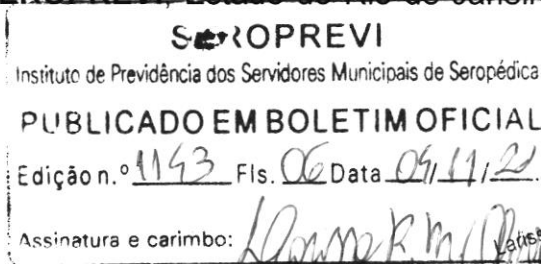 SEROPREVI
Instituto de Previdência dos Servidores Municipais de Seropédica
PUBLICADO EM BOLETIM OFICIAL
Edição n.º 1143 Fls. 06 Data 04/11/21.
Assinatura e carimbo: